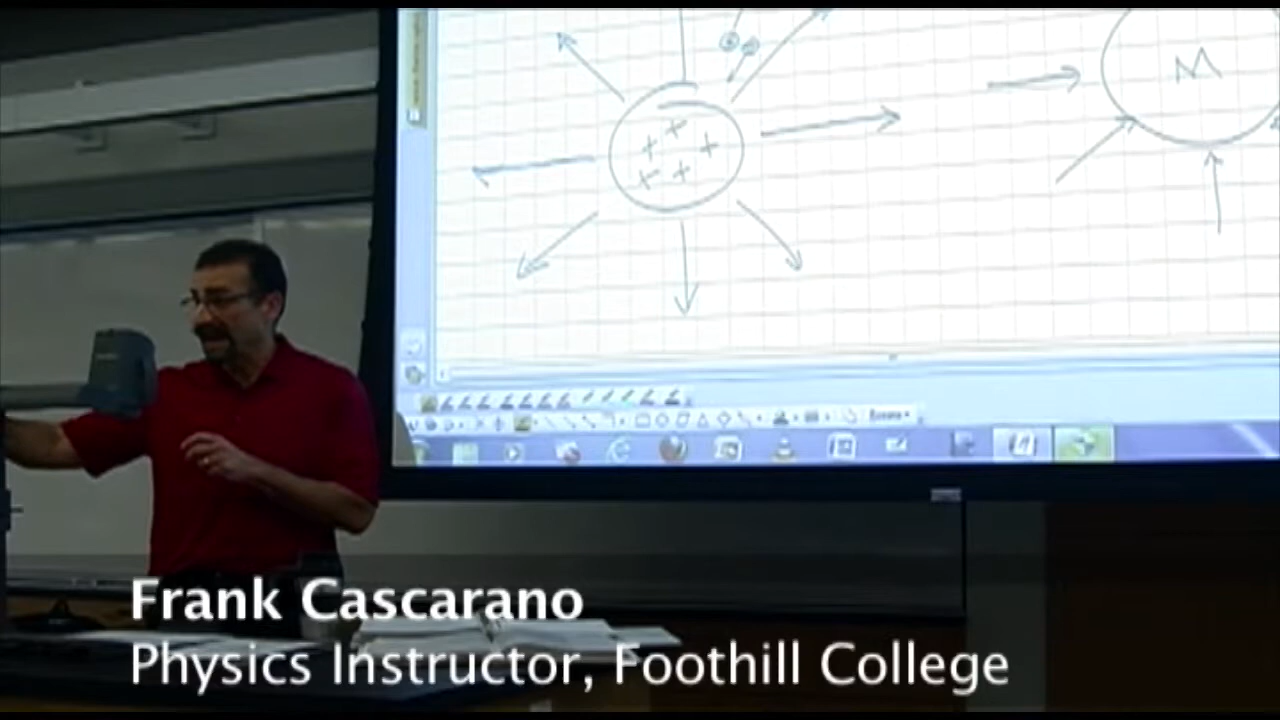 M
+ + + + +
Frank Cascarano
Physics Instructor, Foothill College